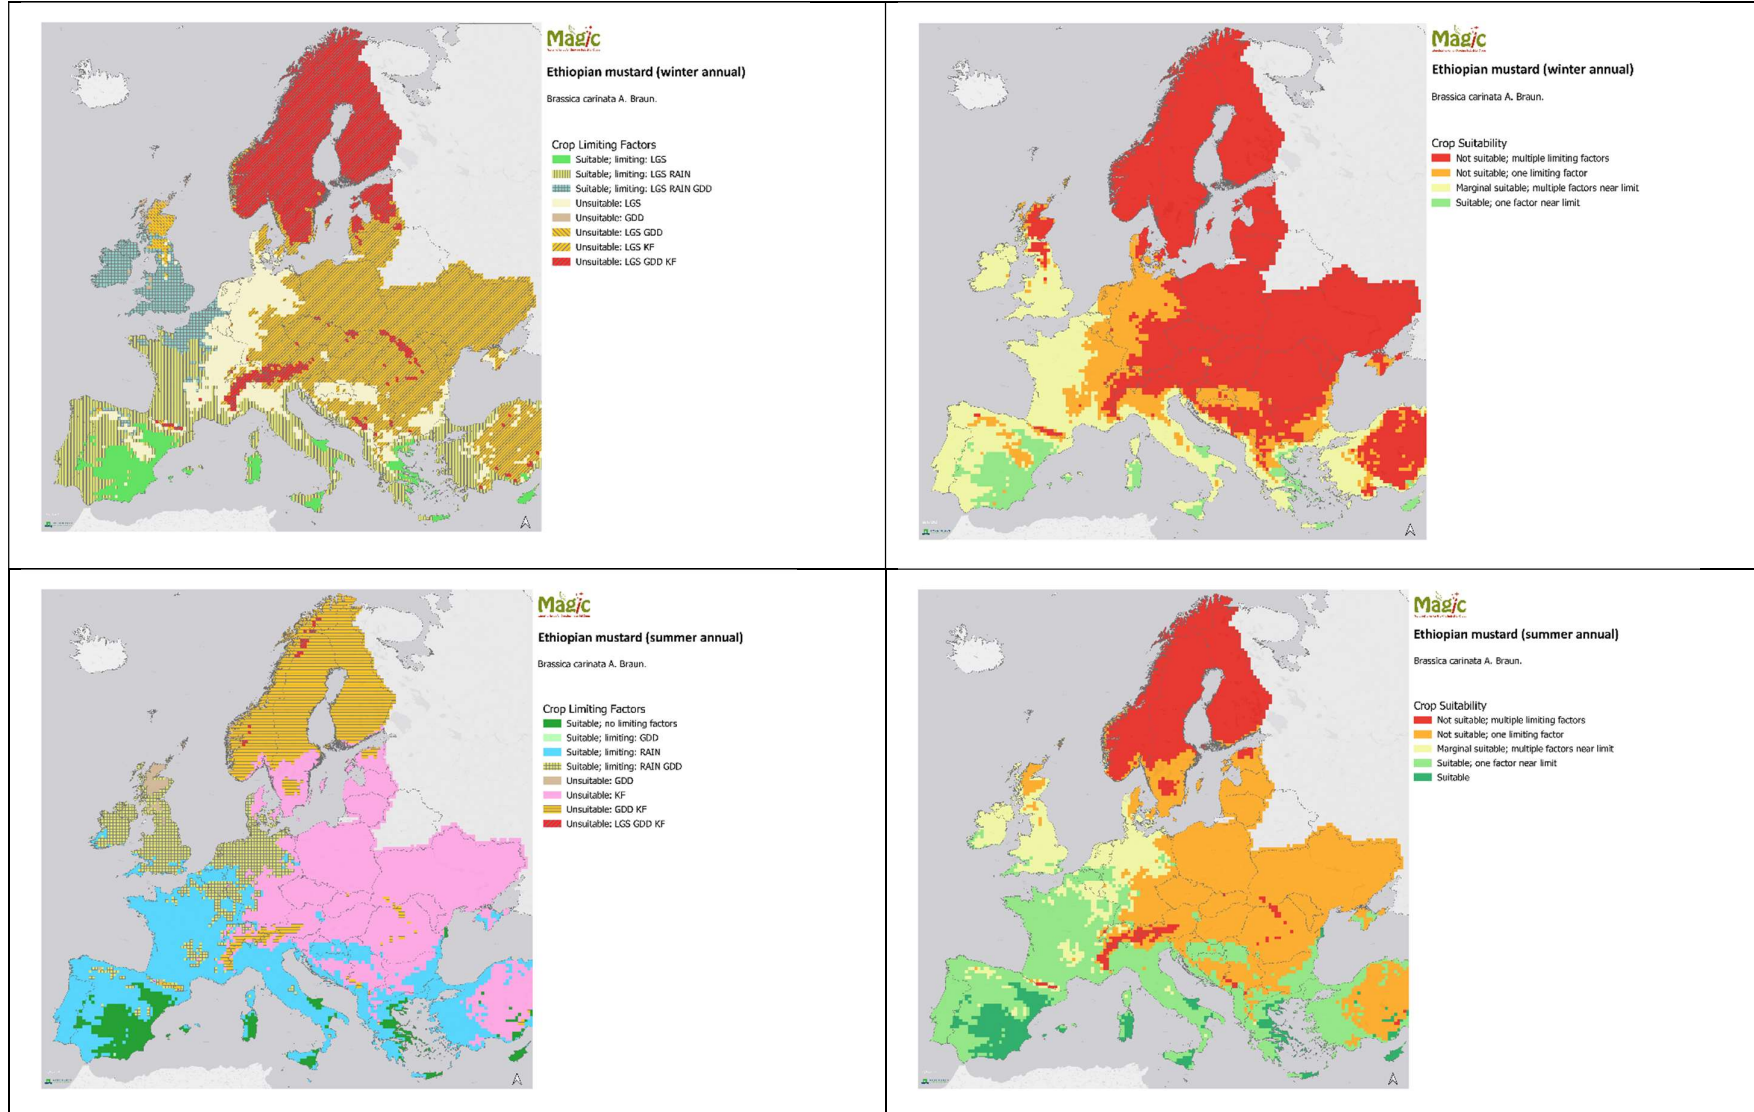 Magic
Ethiopian mustard (winter annual)
Brassica carinata A. Braun.
Crop Limiting Factors
Suitable; limiting: LGS
Suitable; limiting: LGS RAIN
Suitable; limiting: LGS RAIN GDD
Unsuitable: LGS
Unsuitable: GDD
Unsuitable: LGS GDD
Unsuitable: LGS KF
Unsuitable: LGS GDD KF
Magic
Ethiopian mustard (winter annual)
Brassica carinata A. Braun.
Crop Suitability
Not suitable; multiple limiting factors
Not suitable; one limiting factor
Marginal suitable; multiple factors near limit
Suitable; one factor near limit
Magic
Ethiopian mustard (summer annual)
Brassica carinata A. Braun.
Crop Limiting Factors
Suitable; no limiting factors
Suitable; limiting: GDD
Suitable; limiting: RAIN
Suitable; limiting: RAIN GDD
Unsuitable: GDD
Unsuitable: KF
Unsuitable: GDD KF
Unsuitable: LGS GDD KF
Magic
Ethiopian mustard (summer annual)
Brassica carinata A. Braun.
Crop Suitability
Not suitable; multiple limiting factors
Not suitable; one limiting factor
Marginal suitable; multiple factors near limit
Suitable; one factor near limit
Suitable